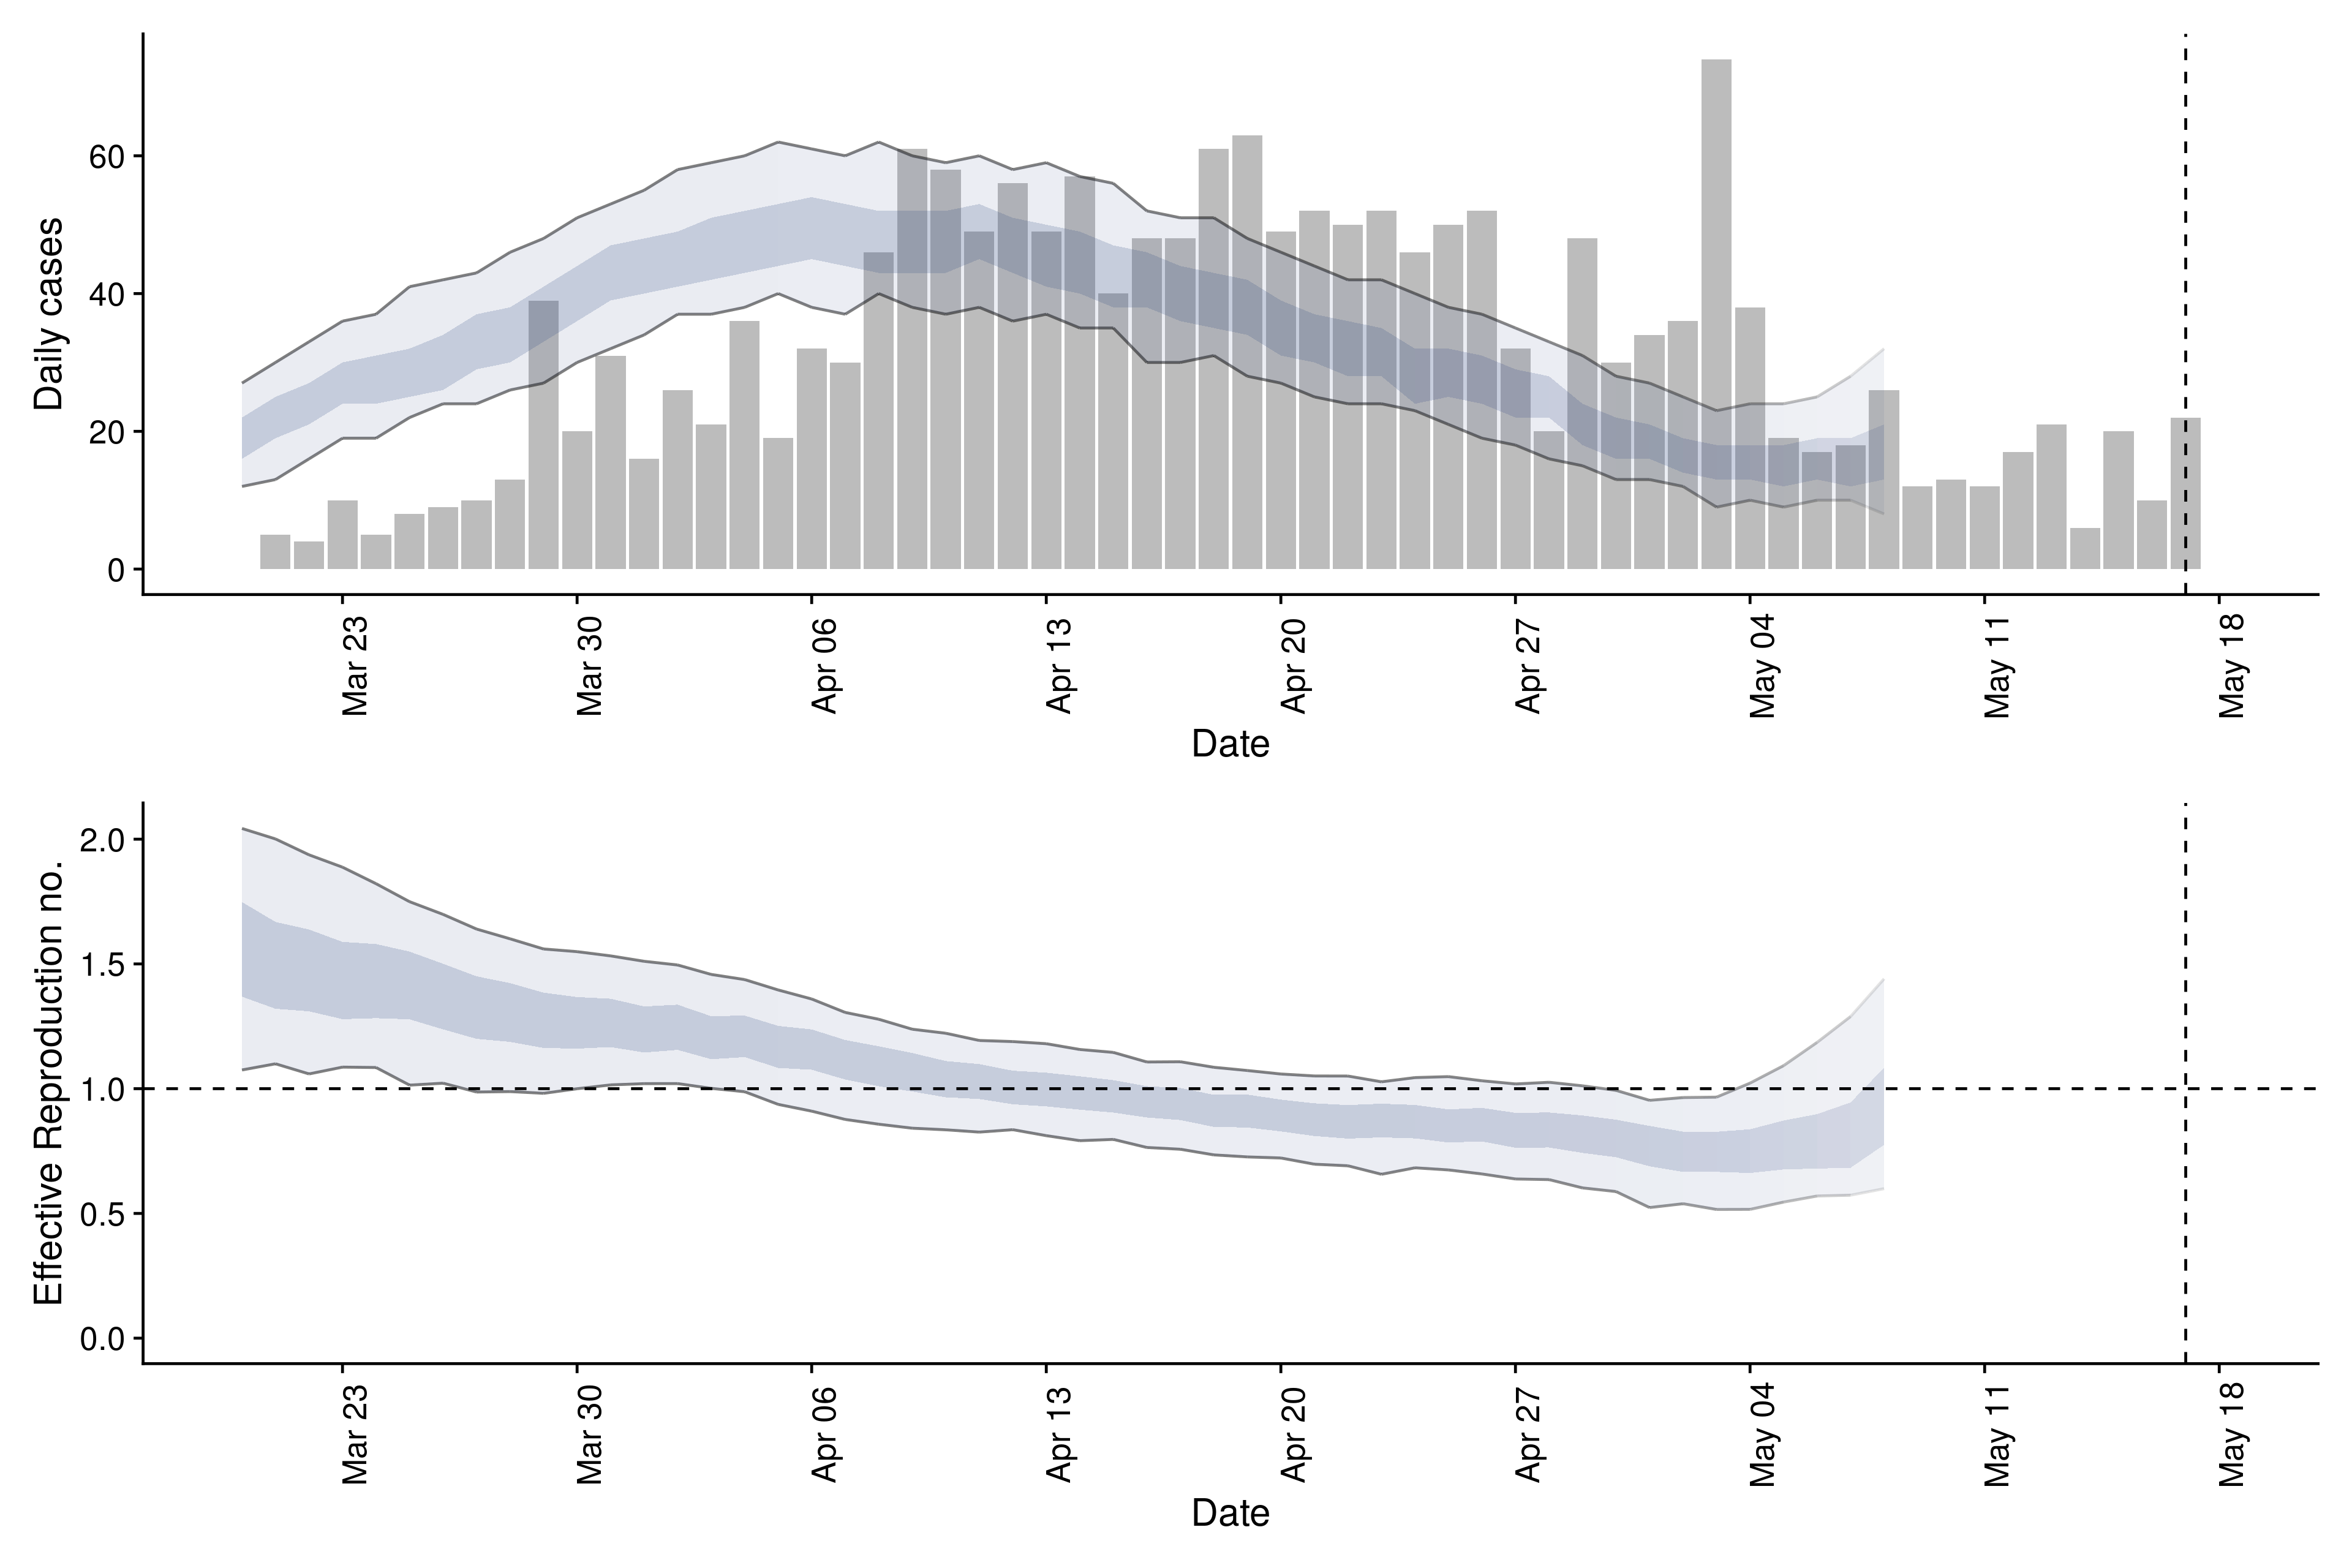 Daily cases
60
40
20
0
Mar 23
Mar 30
Apr 06
Apr 13
Apr 20
Apr 27
May 04
May 11
May 18
Date
Effective Reproduction no.
2.0
1.5
1.0
0.5
0.0
Mar 23
Mar 30
Apr 06
Apr 13
Apr 20
Apr 27
May 04
May 11
May 18
Date